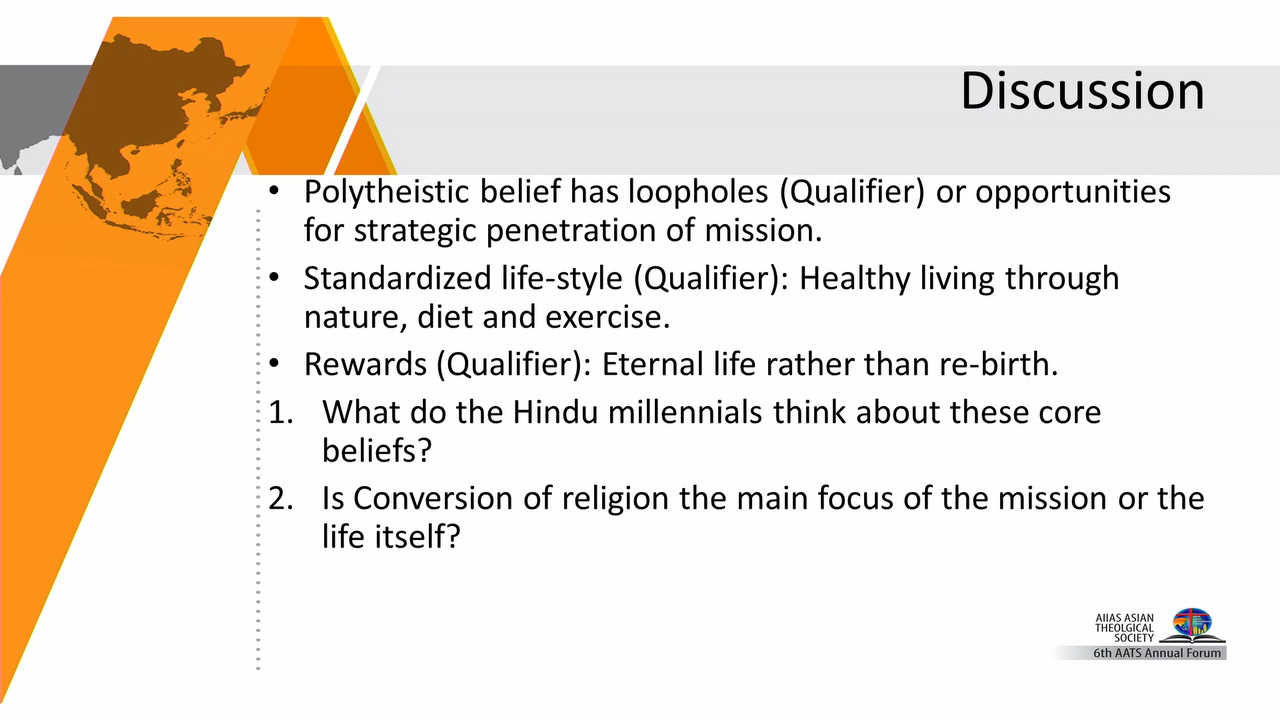 Discussion
• Polytheistic belief has loopholes (Qualifier) or opportunities
for strategic penetration of mission.
• Standardized life-style (Qualifier): Healthy living through
nature, diet and exercise.
• Rewards (Qualifier): Eternal life rather than re-birth.
1. What do the Hindu millennials think about these core
beliefs?
2. Is Conversion of religion the main focus of the mission or the
life itself?
AIIAS ASIAN
THEOLGICAL
SOCIETY
6th AATS Annual Forum